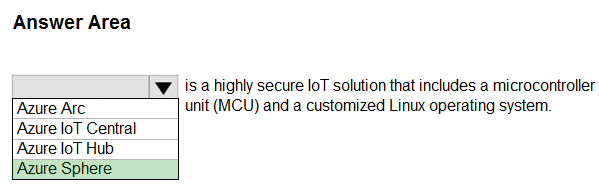 Answer Area
is a highly secure IoT solution that includes a microcontroller
unit (MCU) and a customized Linux operating system.
Azure Arc
Azure IoT Central
Azure IoT Hub
Azure Sphere